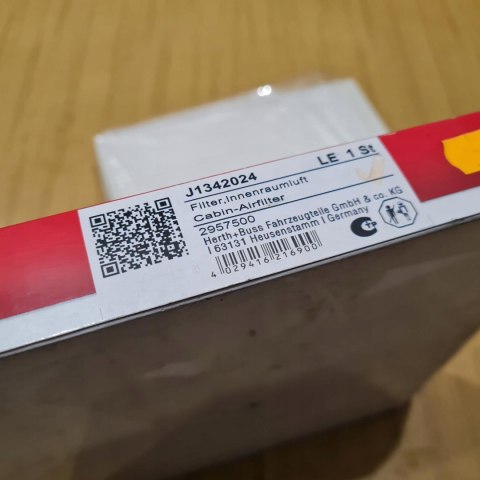 J1342024 LE 1 St
Filter,Innenraumluft
Cabin-Airfilter
2957500
Herth+Buss Fahrzeugteile GmbH & co. KG
| 63131 Heusenstamm | Germany
4 029416 216900